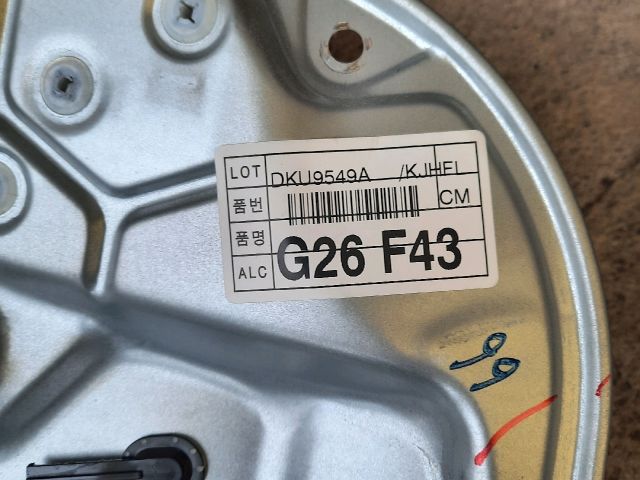 LOT DKU9549A /KJHFL
품번 CM
품명
ALC G26 F43